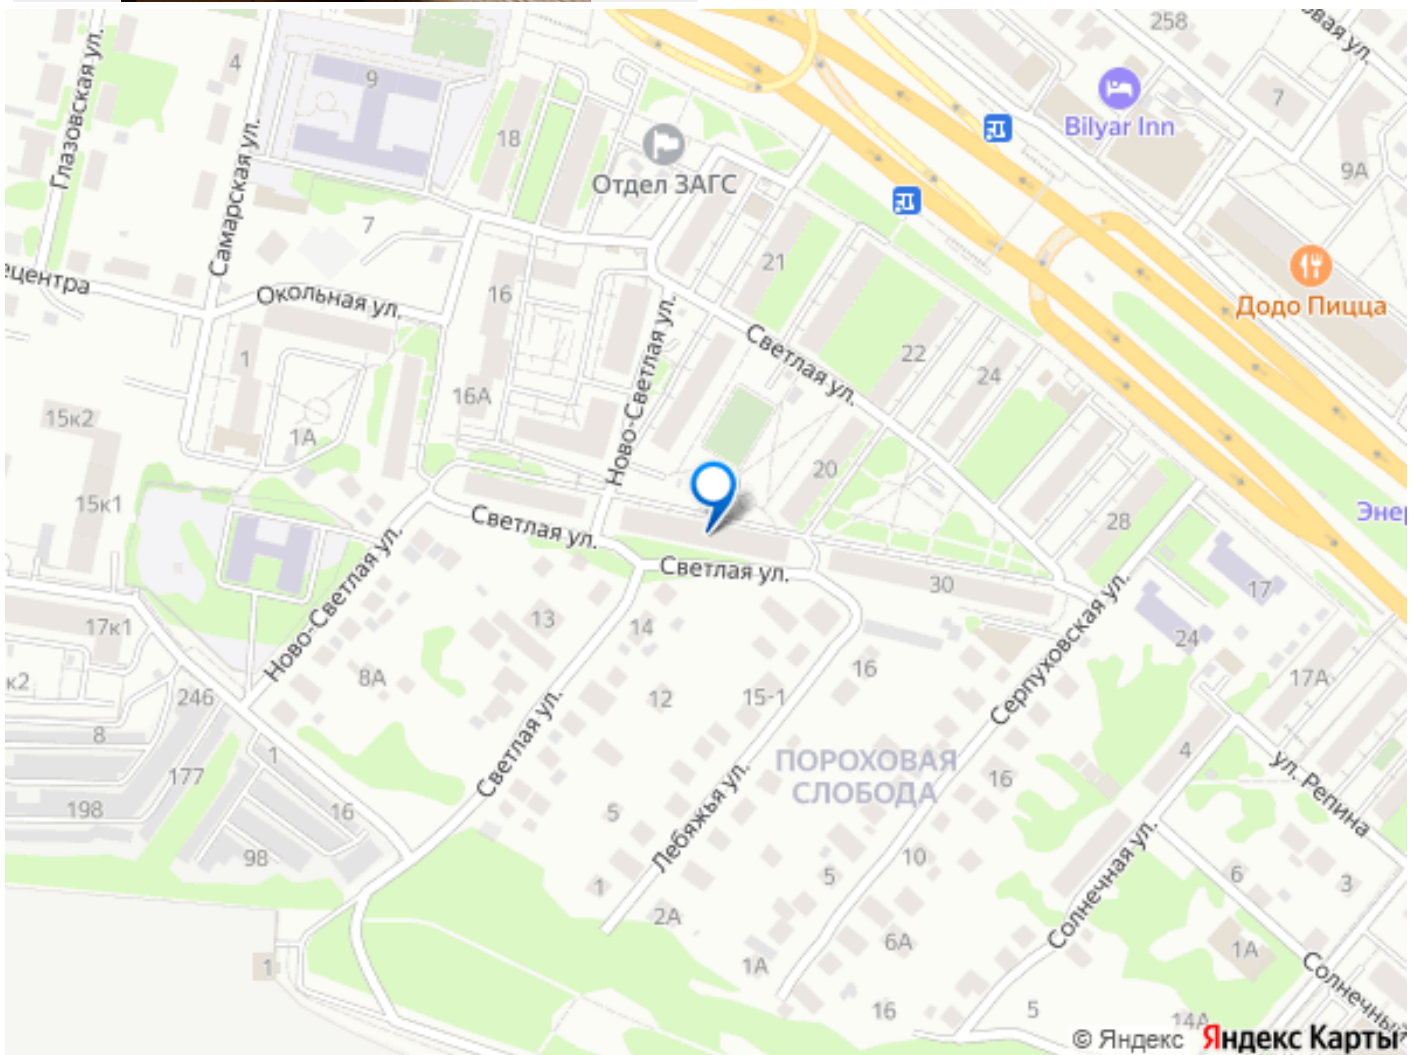 258
овая ул.
Глазовская ул.
4
9
7
Bilyar Inn
18
Самарская ул.
Отдел ЗАГС
9А
7
21
ецентра
Окольная ул.
16
Додо Пицца
Ново-Светлая ул.
Светлая ул.
22
24
1
16А
15к2
1А
20
15к1
Светлая ул.
28
Энер
Светлая ул.
30
17
Ново-Светлая ул.
Серпуховская ул.
17к1
13
14
24
к2
8А
16
17А
246
12
15-1
8
1
Светлая ул.
ПОРОХОВАЯ
СЛОБОДА
4
177
16
ул. Репина
198
5
Лебяжья ул.
16
98
10
1
5
Солнечная ул.
6
3
2А
6А
1А
1
1А
Солнечный
16
5
14А
© Яндекс Яндекс Карты